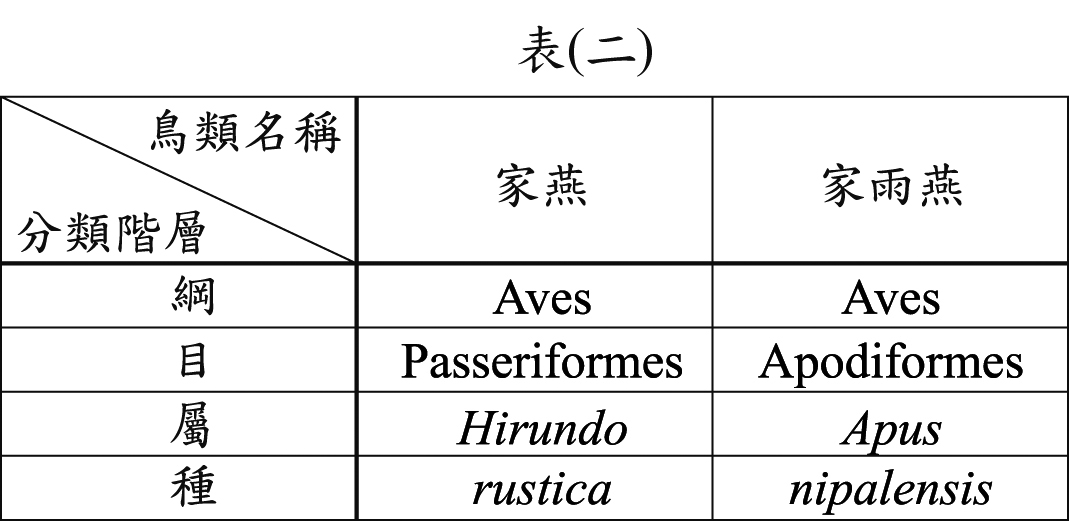 表(二)
鳥類名稱
分類階層
家燕
家雨燕
綱 Aves Aves
目 Passeriformes Apodiformes
屬 Hirundo Apus
種 rustica nipalensis